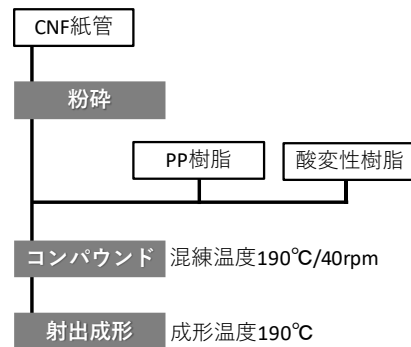 CNF紙管
粉砕
PP樹脂
酸変性樹脂
コンパウンド 混練温度190℃/40rpm
射出成形 成形温度190℃